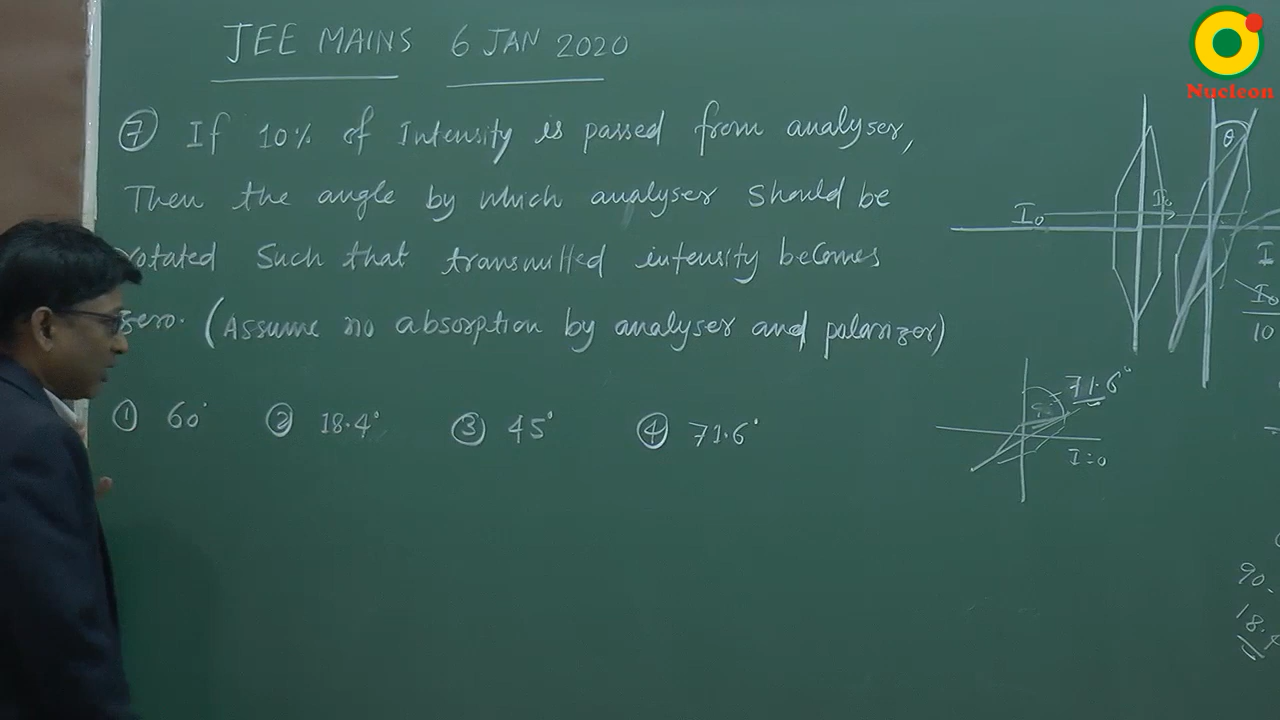 JEE MAINS 6 JAN 2020
Nucleon
⑦ If 10% of Intensity is passed from analyser,
Then the angle by which analyser should be
rotated Such that transmitted intensity becomes
zero. (Assume no absorption by analyser and polarizer)
① 60° ② 18.4° ③ 45° ④ 71.6°
θ
I₀ I₀
I
I₀
10
71.6°
I=0
90.
18.4